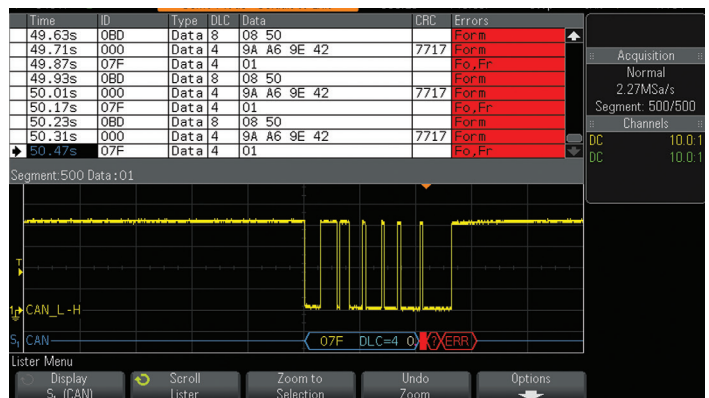 Time ID Type DLC Data CRC Errors
49.63s 0BD Data 8 08 50 Form
49.71s 000 Data 4 9A A6 9E 42 7717 Form
49.87s 07F Data 4 01 Fo,Fr
49.93s 0BD Data 8 08 50 Form
50.01s 000 Data 4 9A A6 9E 42 7717 Form
50.17s 07F Data 4 01 Fo,Fr
50.23s 0BD Data 8 08 50 Form
50.31s 000 Data 4 9A A6 9E 42 7717 Form
50.47s 07F Data 4 01 Fo,Fr
Acquisition
Normal
2.27MSa/s
Segment: 500/500
Channels
DC 10.0:1
DC 10.0:1
Segment:500 Data:01
T
CAN_L-H
S1 CAN 07F DLC=4 0 ? ERR
Lister Menu
Display Scroll Zoom to Undo Options
S1 (CAN) Lister Selection Zoom